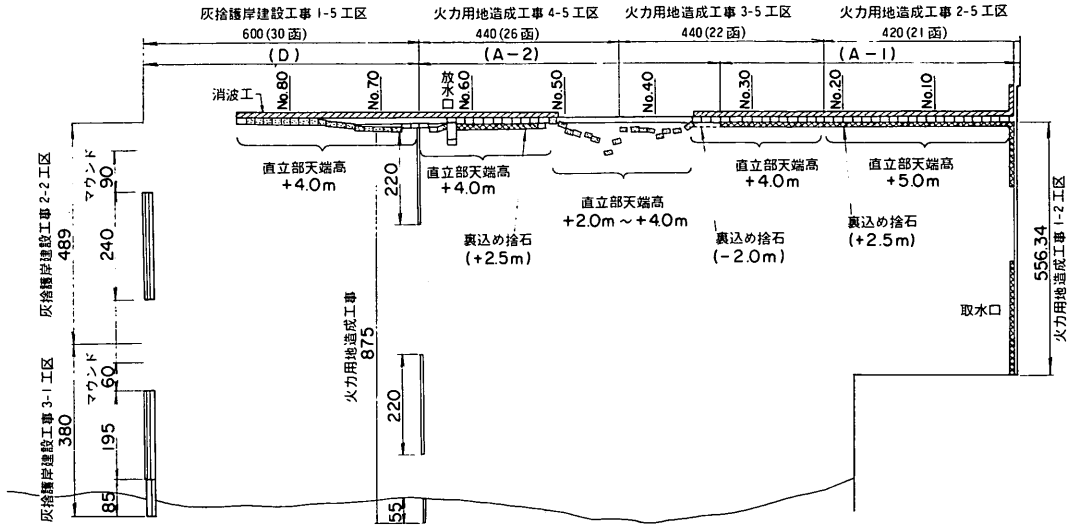 灰捨護岸建設工事 1-5 工区
火力用地造成工事 4-5 工区
火力用地造成工事 3-5 工区
火力用地造成工事 2-5 工区
600 (30 函)
440 (26 函)
440 (22 函)
420 (21 函)
(D)
(A-2)
(A-1)
No.80
No.70
放水口
No.60
No.50
No.40
No.30
No.20
No.10
消波工
直立部天端高
+4.0m
直立部天端高
+4.0m
直立部天端高
+2.0m ~ +4.0m
直立部天端高
+4.0m
直立部天端高
+5.0m
裏込め捨石
(+2.5m)
裏込め捨石
(-2.0m)
裏込め捨石
(+2.5m)
灰捨護岸建設工事 2-2 工区
489
マウンド
90
240
灰捨護岸建設工事 3-1 工区
380
マウンド
60
195
85
火力用地造成工事
875
220
220
55
取水口
556.34
火力用地造成工事 1-2 工区